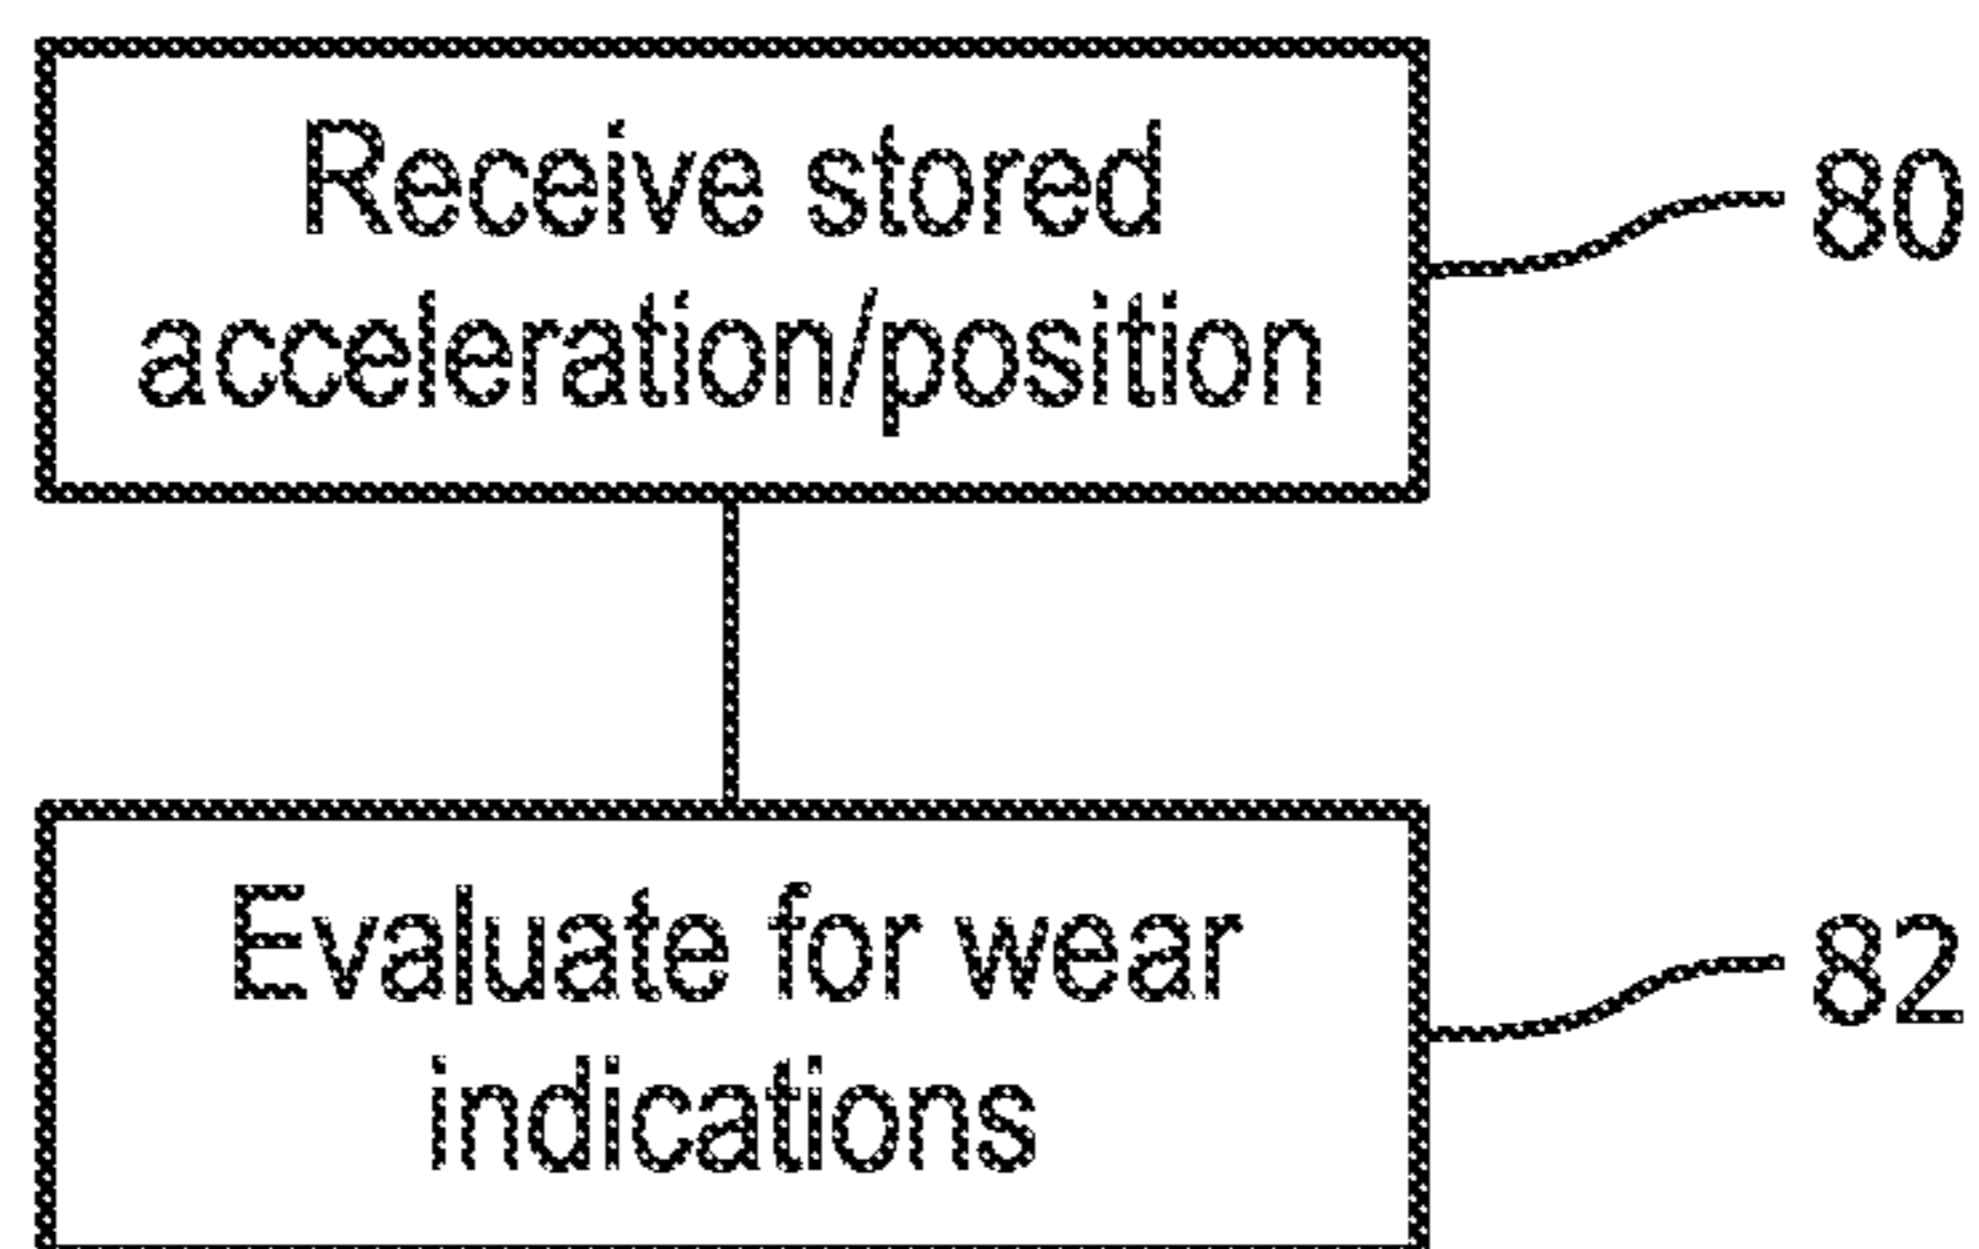 Receive stored
acceleration/position
80
Evaluate for wear
indications
82